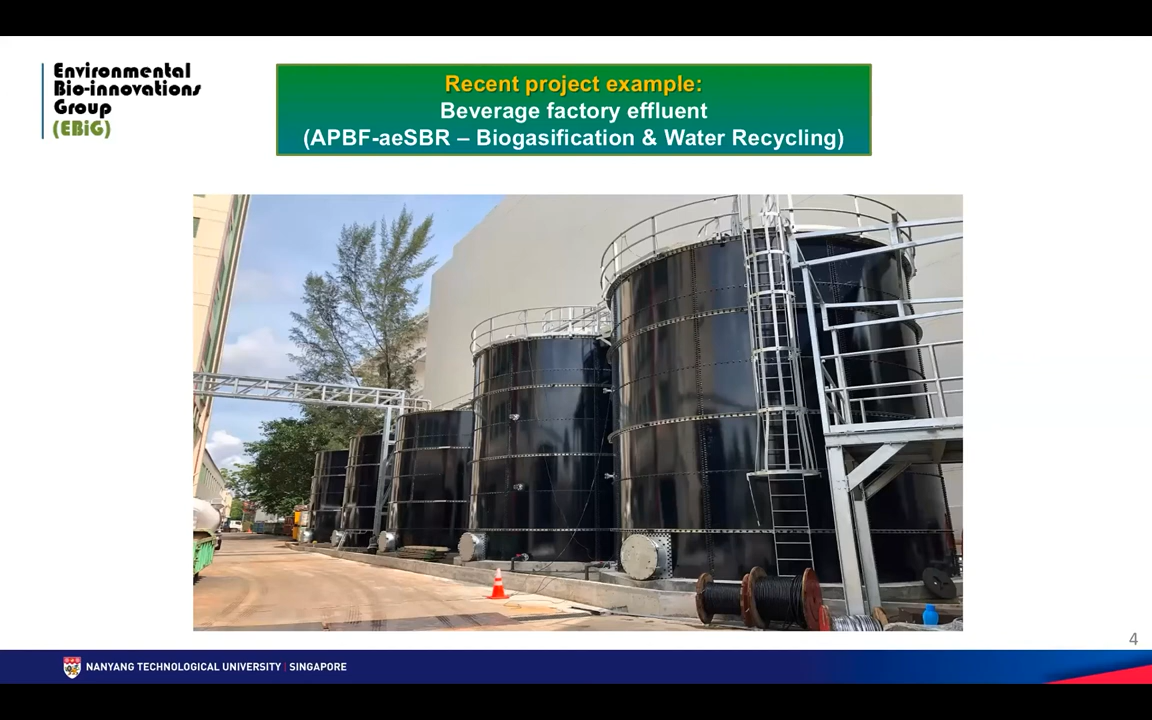 Environmental
Bio-innovations
Group
(EBiG)
Recent project example:
Beverage factory effluent
(APBF-aeSBR – Biogasification & Water Recycling)
4
NANYANG TECHNOLOGICAL UNIVERSITY | SINGAPORE